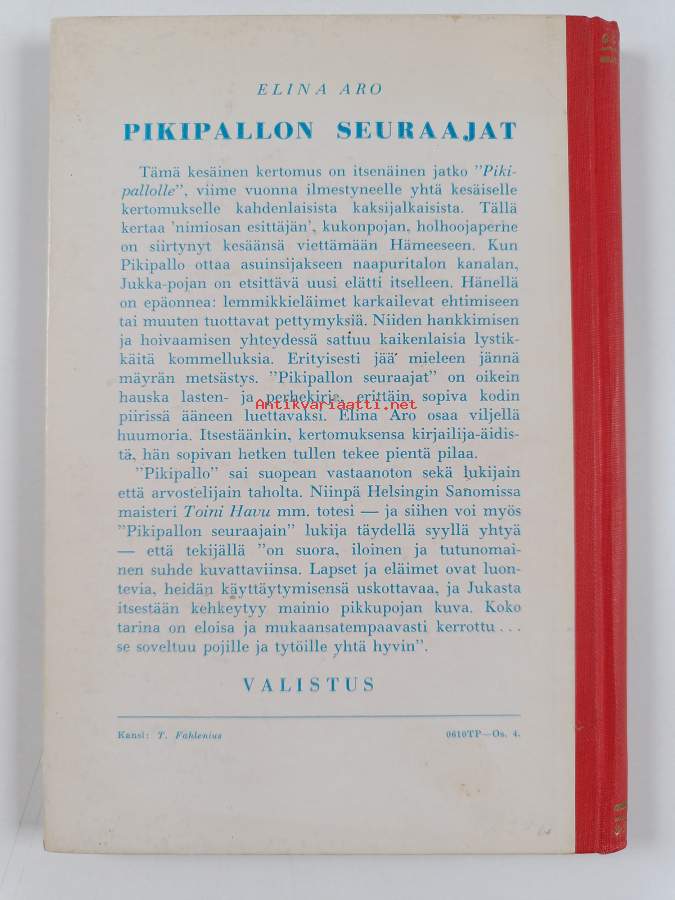 ELINA ARO
PIKIPALLON SEURAAJAT
Tämä kesäinen kertomus on itsenäinen jatko "Piki-
pallolle", viime vuonna ilmestyneelle yhtä kesäiselle
kertomukselle kahdenlaisista kaksijalkaisista. Tällä
kertaa 'nimiosan esittäjän', kukonpojan, holhoojaperhe
on siirtynyt kesäänsä viettämään Hämeeseen. Kun
Pikipallo ottaa asuinsijakseen naapuritalon kanalan,
Jukka-pojan on etsittävä uusi elätti itselleen. Hänellä
on epäonnea: lemmikkieläimet karkailevat ehtimiseen
tai muuten tuottavat pettymyksiä. Niiden hankkimisen
ja hoivaamisen yhteydessä sattuu kaikenlaisia lystik-
käitä kommelluksia. Erityisesti jää mieleen jännä
mäyrän metsästys. "Pikipallon seuraajat" on oikein
hauska lasten- ja perhekirja, erittäin sopiva kodin
Antikvariaatti.net
piirissä ääneen luettavaksi. Elina Aro osaa viljellä
huumoria. Itsestäänkin, kertomuksensa kirjailija-äidis-
tä, hän sopivan hetken tullen tekee pientä pilaa.
"Pikipallo" sai suopean vastaanoton sekä lukijain
että arvostelijain taholta. Niinpä Helsingin Sanomissa
maisteri Toini Havu mm. totesi — ja siihen voi myös
"Pikipallon seuraajain" lukija täydellä syyllä yhtyä
— että tekijällä "on suora, iloinen ja tutunomai-
nen suhde kuvattaviinsa. Lapset ja eläimet ovat luon-
tevia, heidän käyttäytymisensä uskottavaa, ja Jukasta
itsestään kehkeytyy mainio pikkupojan kuva. Koko
tarina on eloisa ja mukaansatempaavasti kerrottu...
se soveltuu pojille ja tytöille yhtä hyvin".
VALISTUS
Kansi: T. Fahlenius
0610TP—Os. 4.